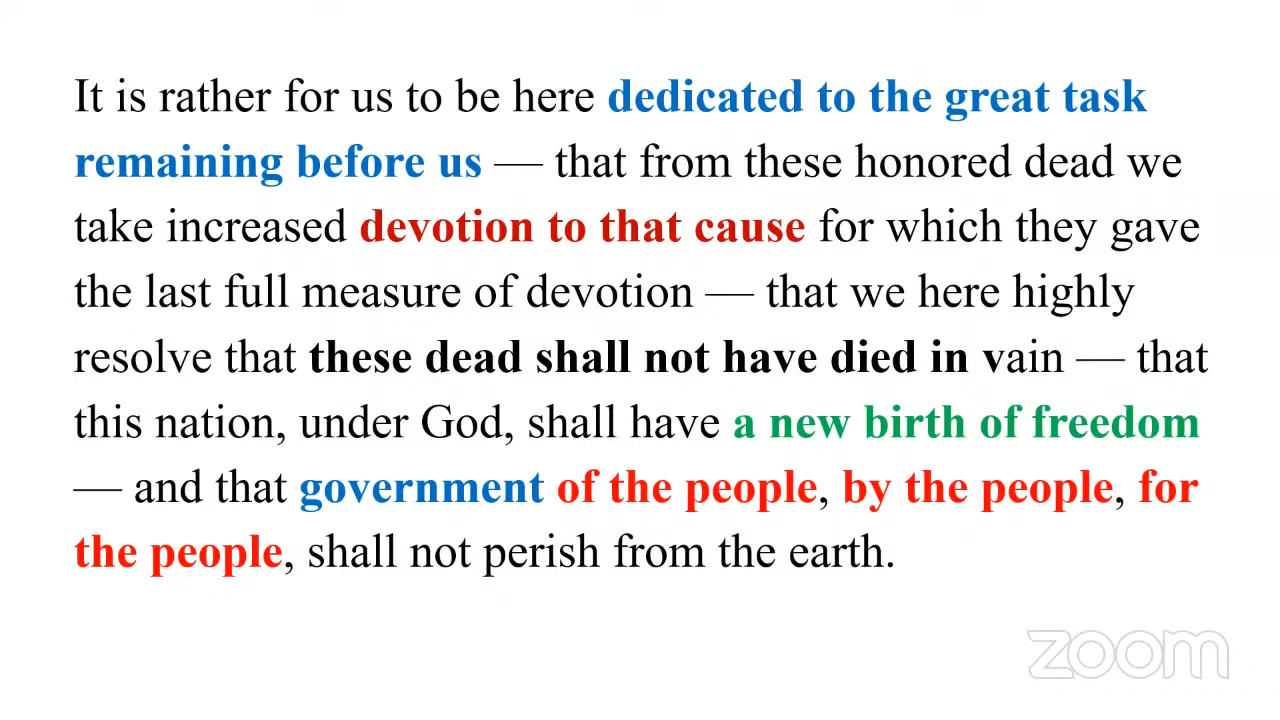 It is rather for us to be here dedicated to the great task
remaining before us — that from these honored dead we
take increased devotion to that cause for which they gave
the last full measure of devotion — that we here highly
resolve that these dead shall not have died in vain — that
this nation, under God, shall have a new birth of freedom
— and that government of the people, by the people, for
the people, shall not perish from the earth.
zoom